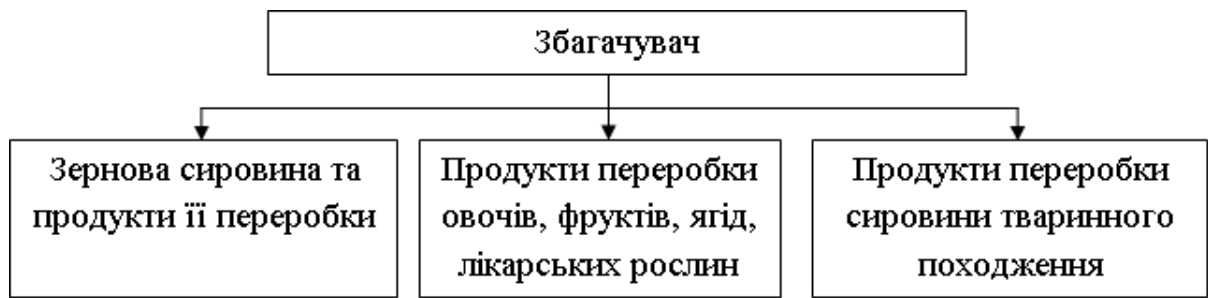 Збагачувач
Зернова сировина та
продукти її переробки
Продукти переробки
овочів, фруктів, ягід,
лікарських рослин
Продукти переробки
сировини тваринного
походження